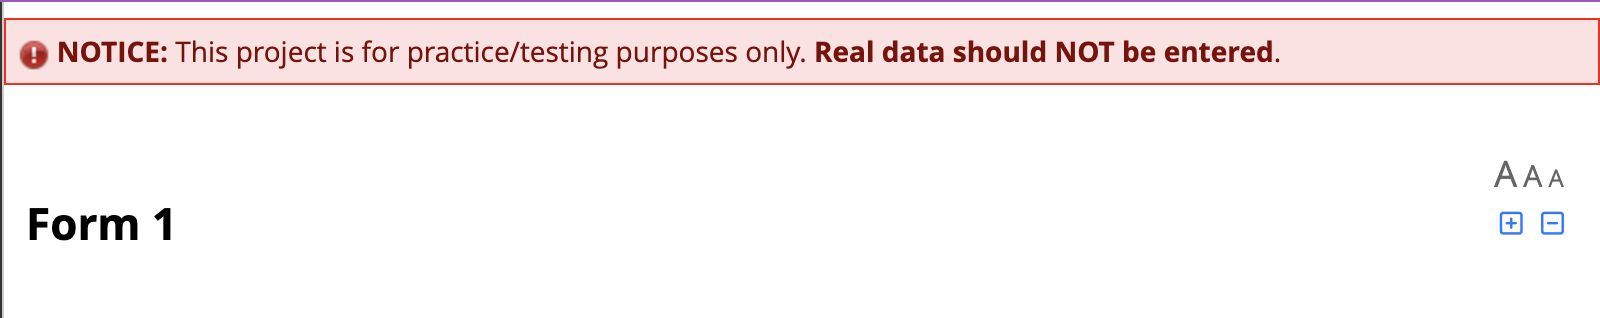 NOTICE: This project is for practice/testing purposes only. Real data should NOT be entered.
A A A
Form 1